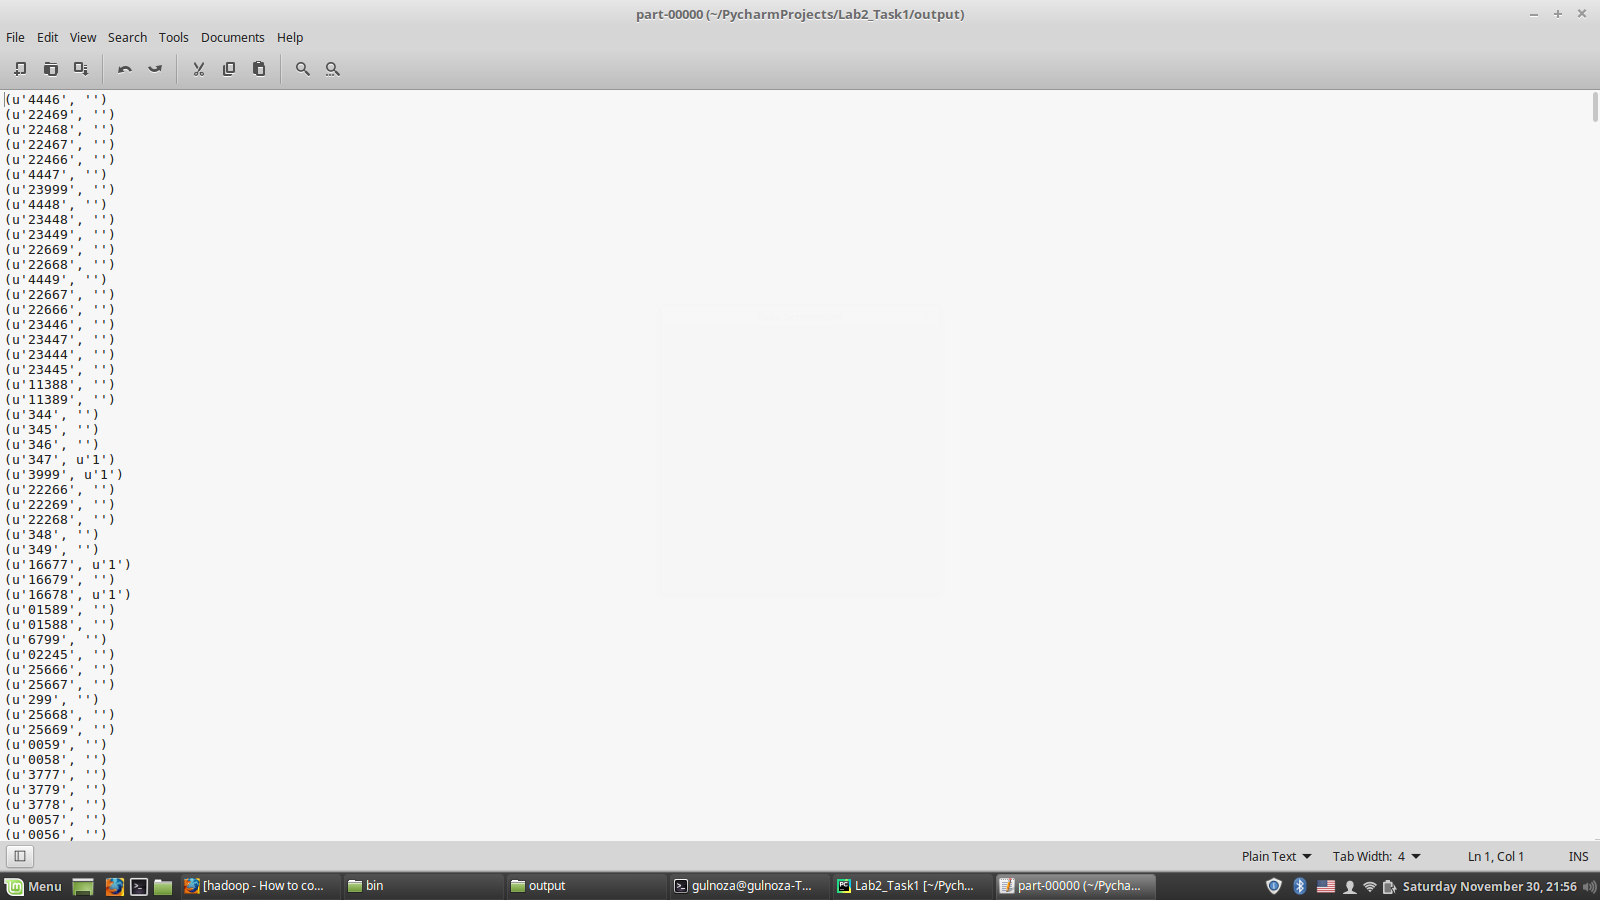 part-00000 (~/PycharmProjects/Lab2_Task1/output)
File Edit View Search Tools Documents Help
(u'4446', '')
(u'22469', '')
(u'22468', '')
(u'22467', '')
(u'22466', '')
(u'4447', '')
(u'23999', '')
(u'4448', '')
(u'23448', '')
(u'23449', '')
(u'22669', '')
(u'22668', '')
(u'4449', '')
(u'22667', '')
(u'22666', '')
(u'23446', '')
(u'23447', '')
(u'23444', '')
(u'23445', '')
(u'11388', '')
(u'11389', '')
(u'344', '')
(u'345', '')
(u'346', '')
(u'347', u'1')
(u'3999', u'1')
(u'22266', '')
(u'22269', '')
(u'22268', '')
(u'348', '')
(u'349', '')
(u'16677', u'1')
(u'16679', '')
(u'16678', u'1')
(u'01589', '')
(u'01588', '')
(u'6799', '')
(u'02245', '')
(u'25666', '')
(u'25667', '')
(u'299', '')
(u'25668', '')
(u'25669', '')
(u'0059', '')
(u'0058', '')
(u'3777', '')
(u'3779', '')
(u'3778', '')
(u'0057', '')
(u'0056', '')
Plain Text Tab Width: 4 Ln 1, Col 1 INS
Menu [hadoop - How to co... bin output gulnoza@gulnoza-T... Lab2_Task1 [~/Pych... part-00000 (~/Pycha... Saturday November 30, 21:56